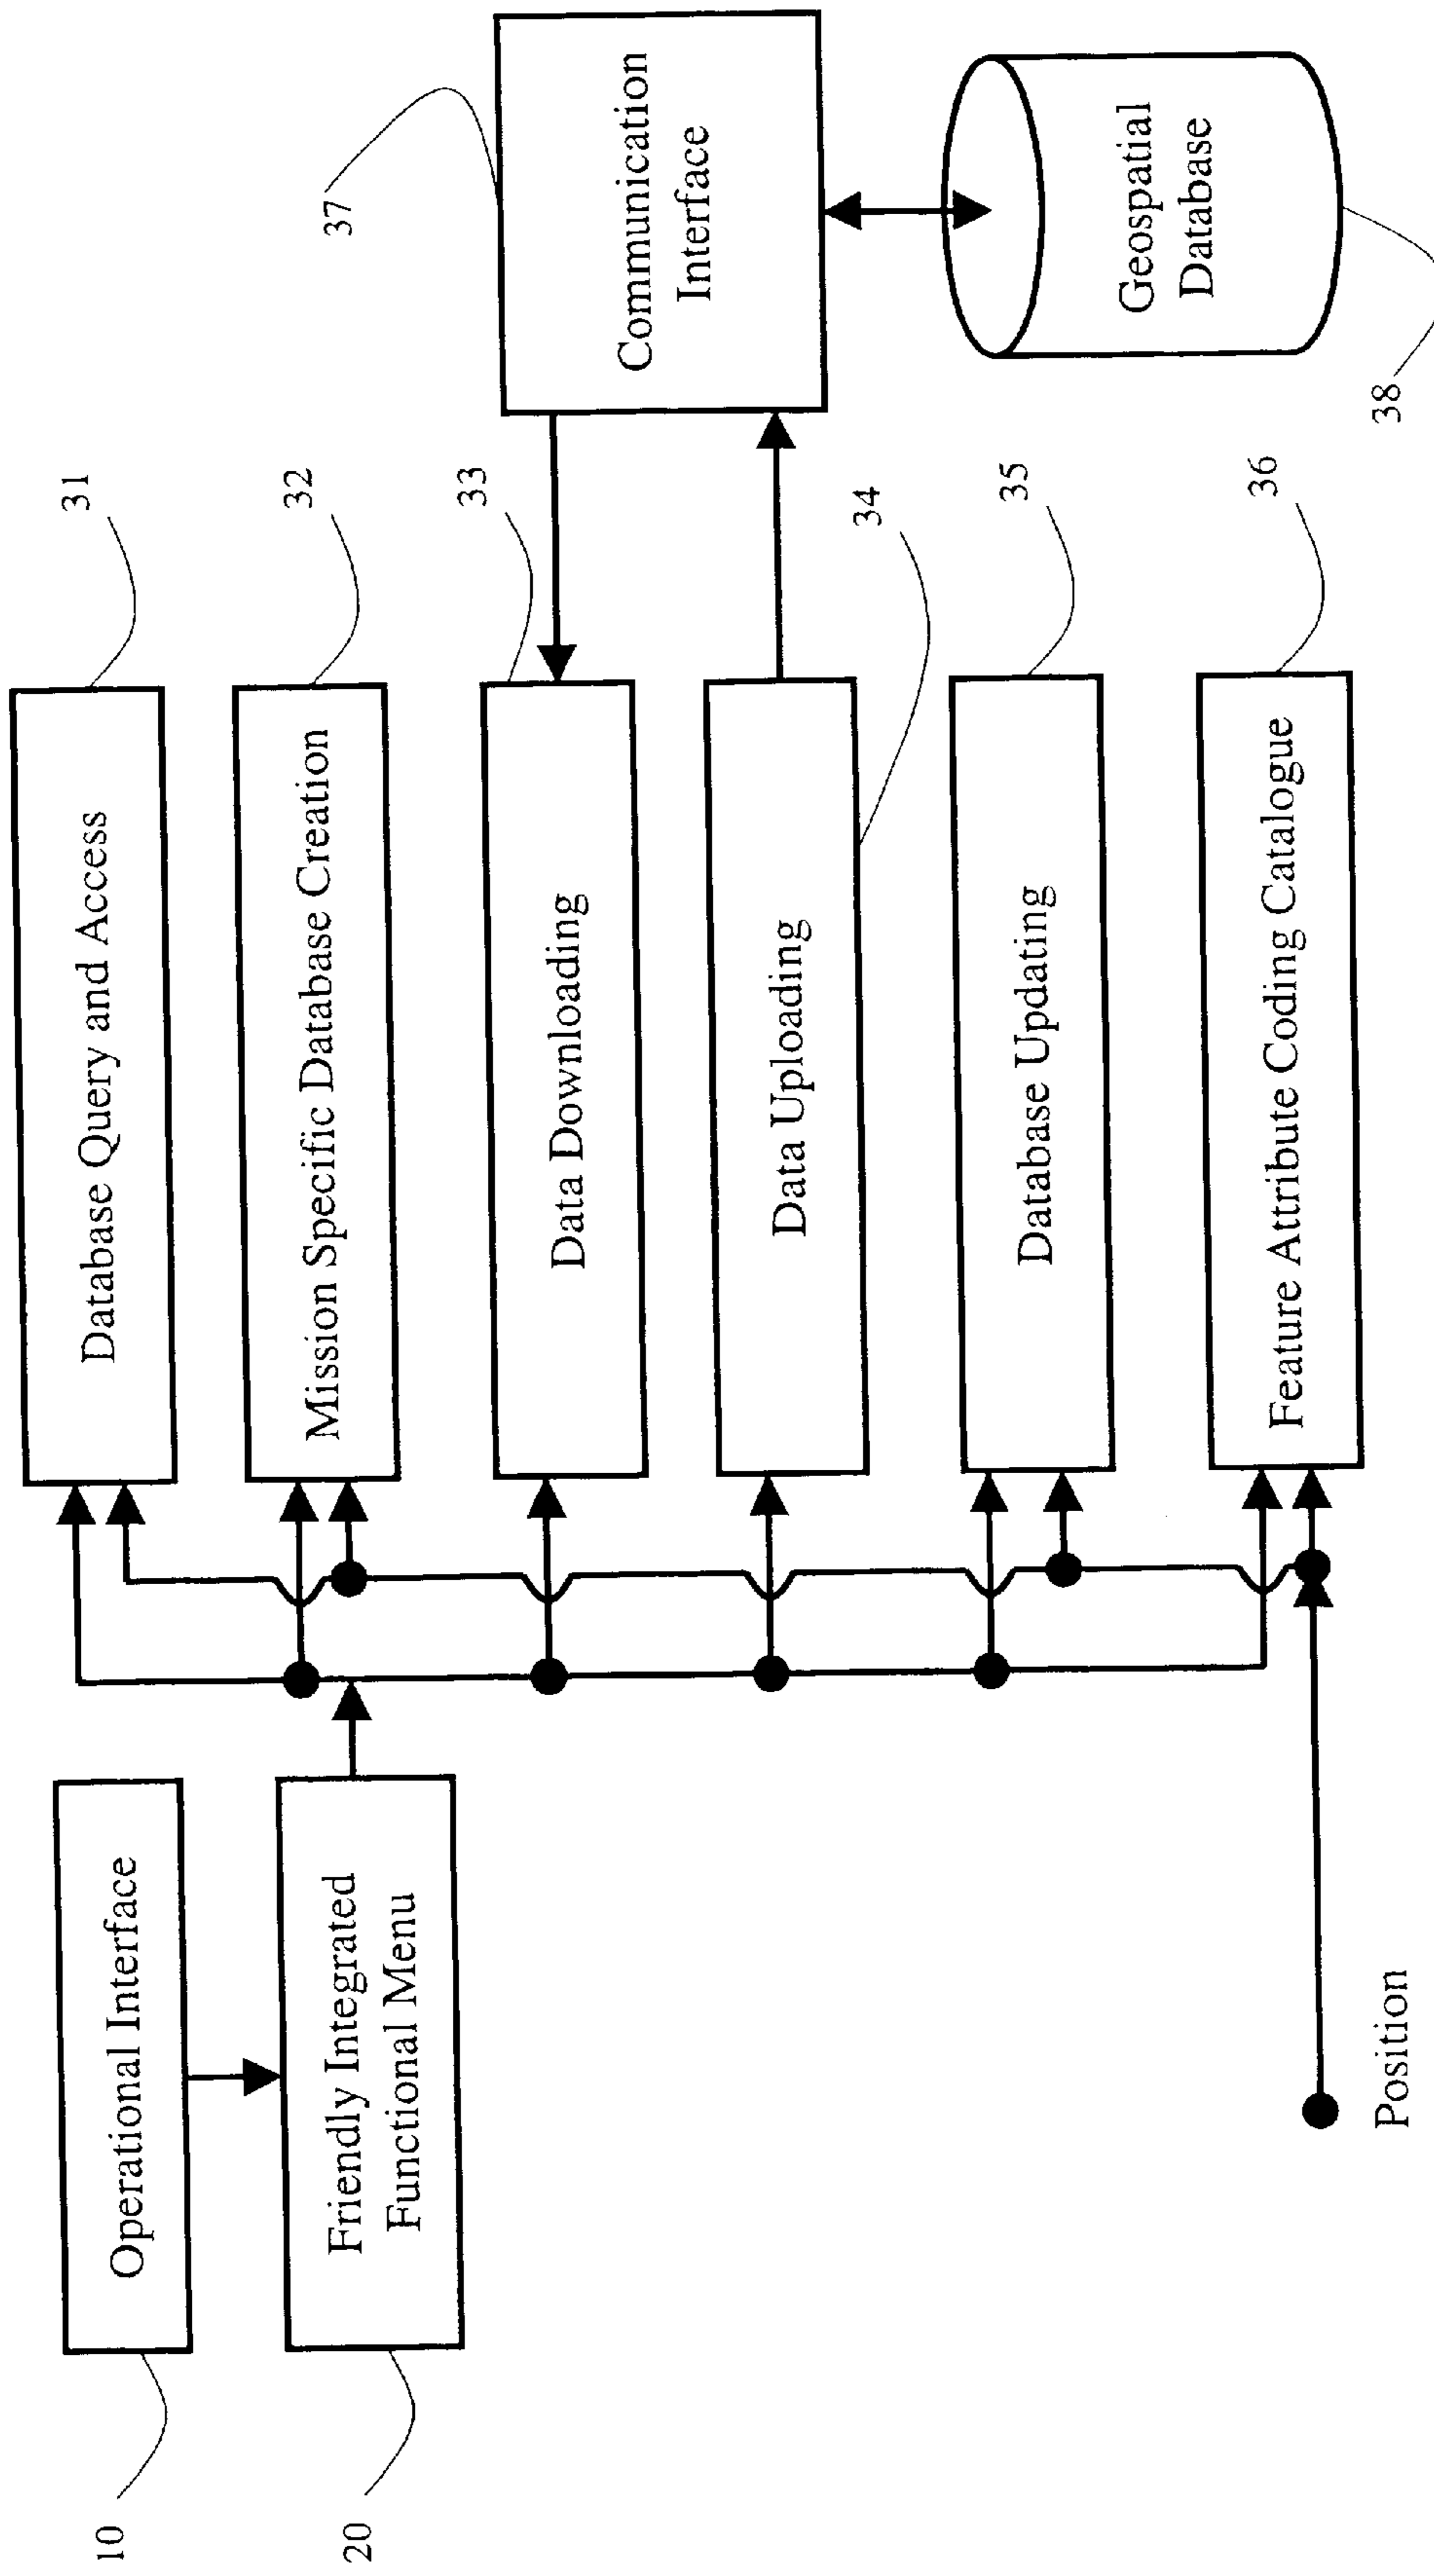 10
Operational Interface
20
Friendly Integrated
Functional Menu
Position
Database Query and Access
31
Mission Specific Database Creation
32
Data Downloading
33
Data Uploading
34
Database Updating
35
Feature Attribute Coding Catalogue
36
37
Communication
Interface
Geospatial
Database
38